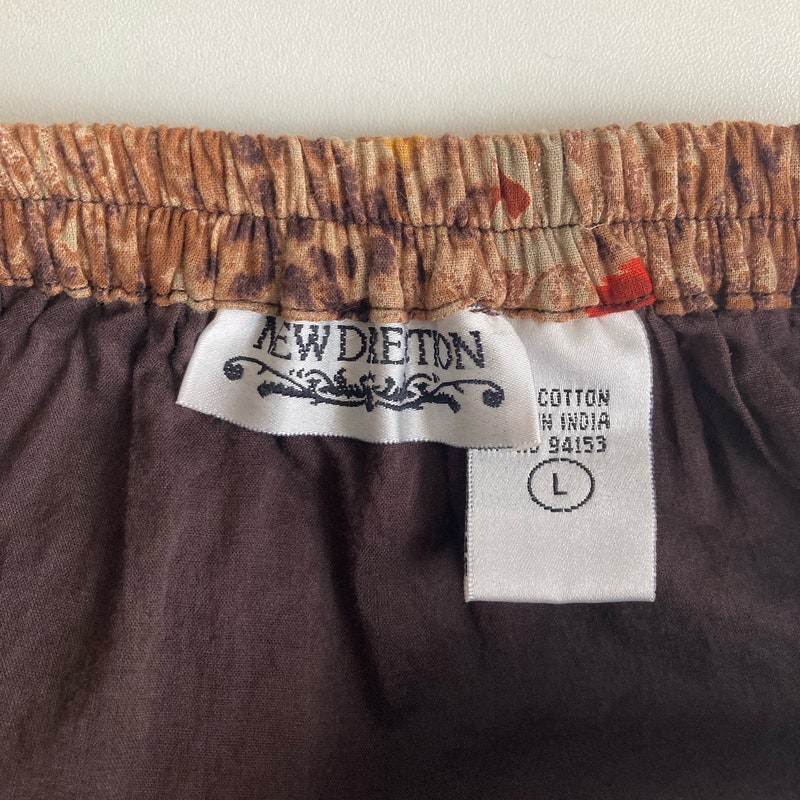 NEW DIRECTION
COTTON
N INDIA
94153
L